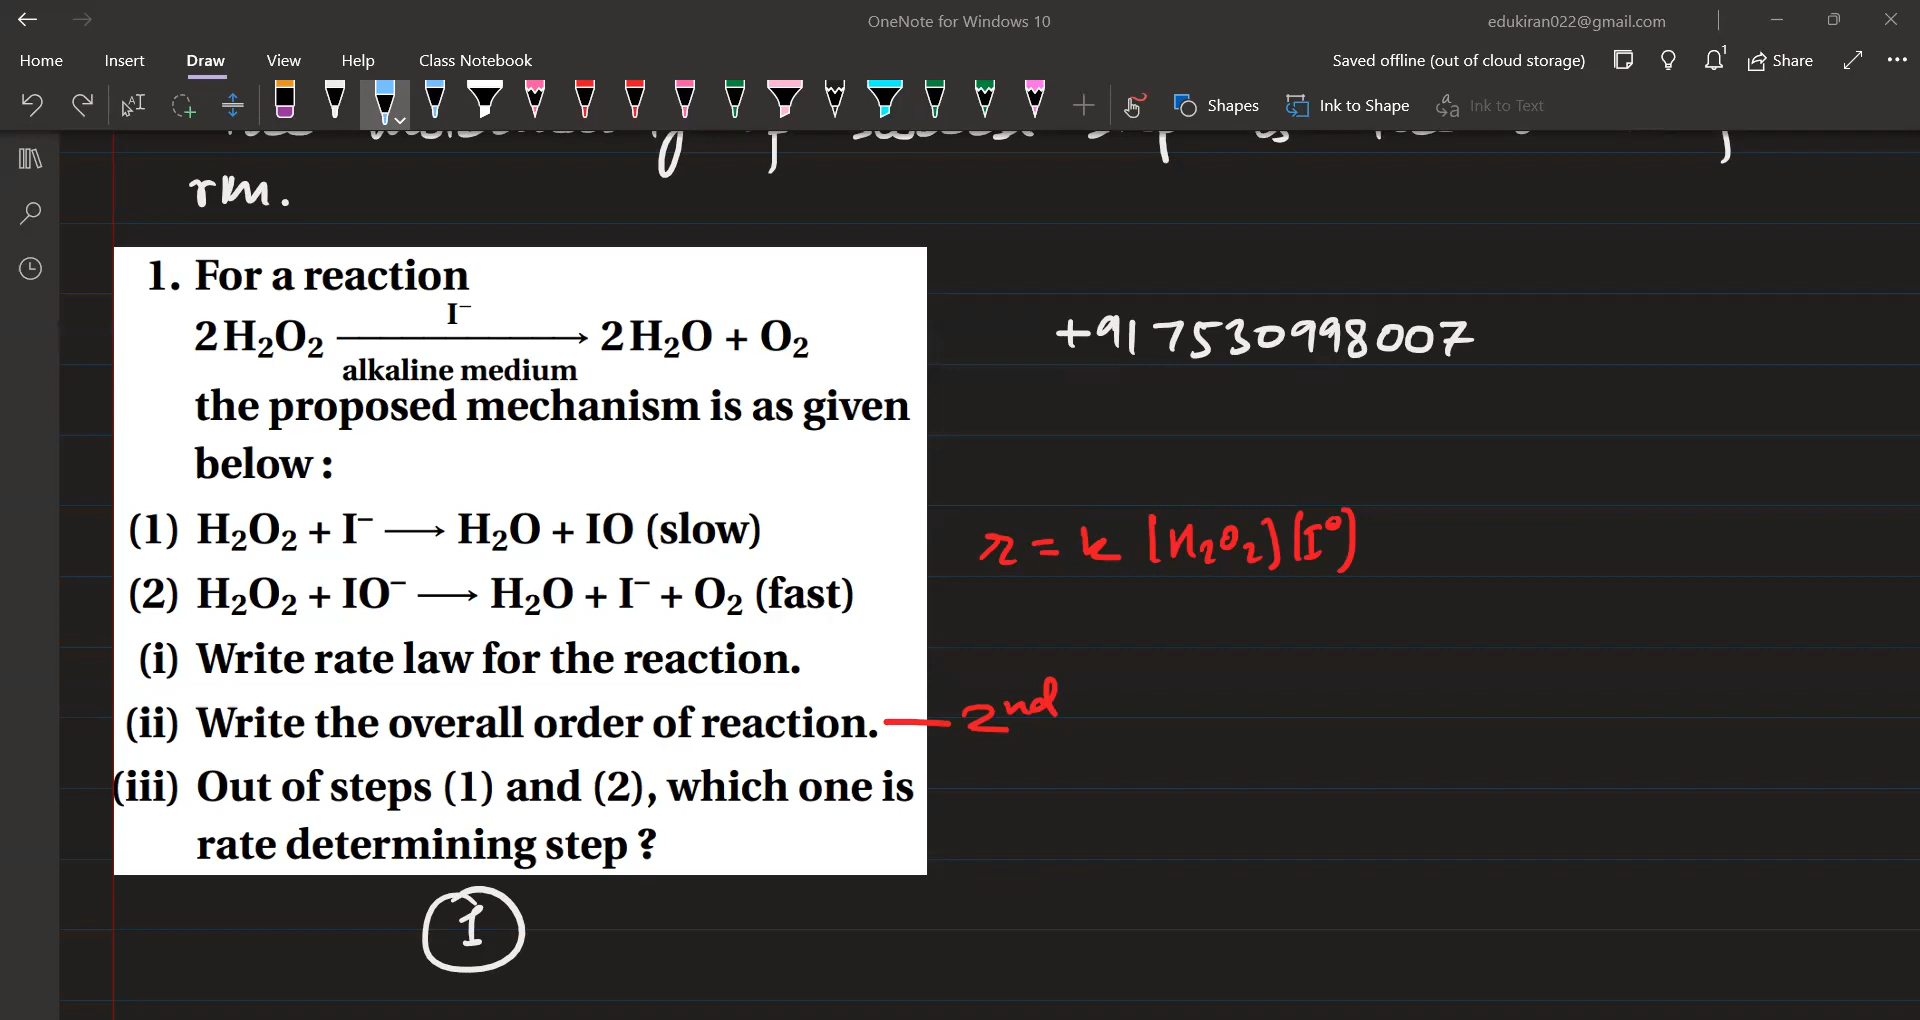 OneNote for Windows 10
edukiran022@gmail.com
Home Insert Draw View Help Class Notebook
Saved offline (out of cloud storage) 1 Share
Shapes Ink to Shape Ink to Text
rxn.
1. For a reaction
2H₂O₂ I⁻ → alkaline medium 2H₂O + O₂
+91 7530998007
the proposed mechanism is as given
below :
(1) H₂O₂ + I⁻ → H₂O + IO (slow)
r = k [H₂O₂] [I⊖]
(2) H₂O₂ + IO⁻ → H₂O + I⁻ + O₂ (fast)
(i) Write rate law for the reaction.
(ii) Write the overall order of reaction. — 2nd
(iii) Out of steps (1) and (2), which one is
rate determining step ?
I